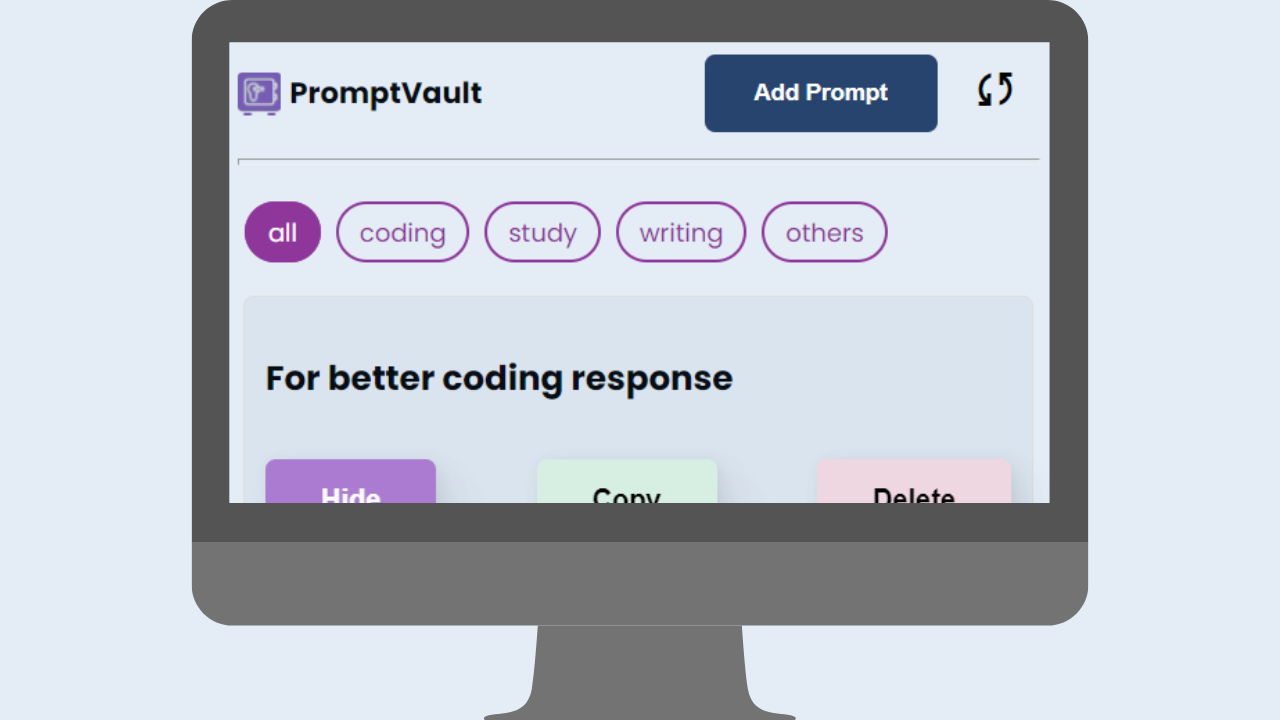 PromptVault
Add Prompt
all coding study writing others
For better coding response
Hide Copy Delete